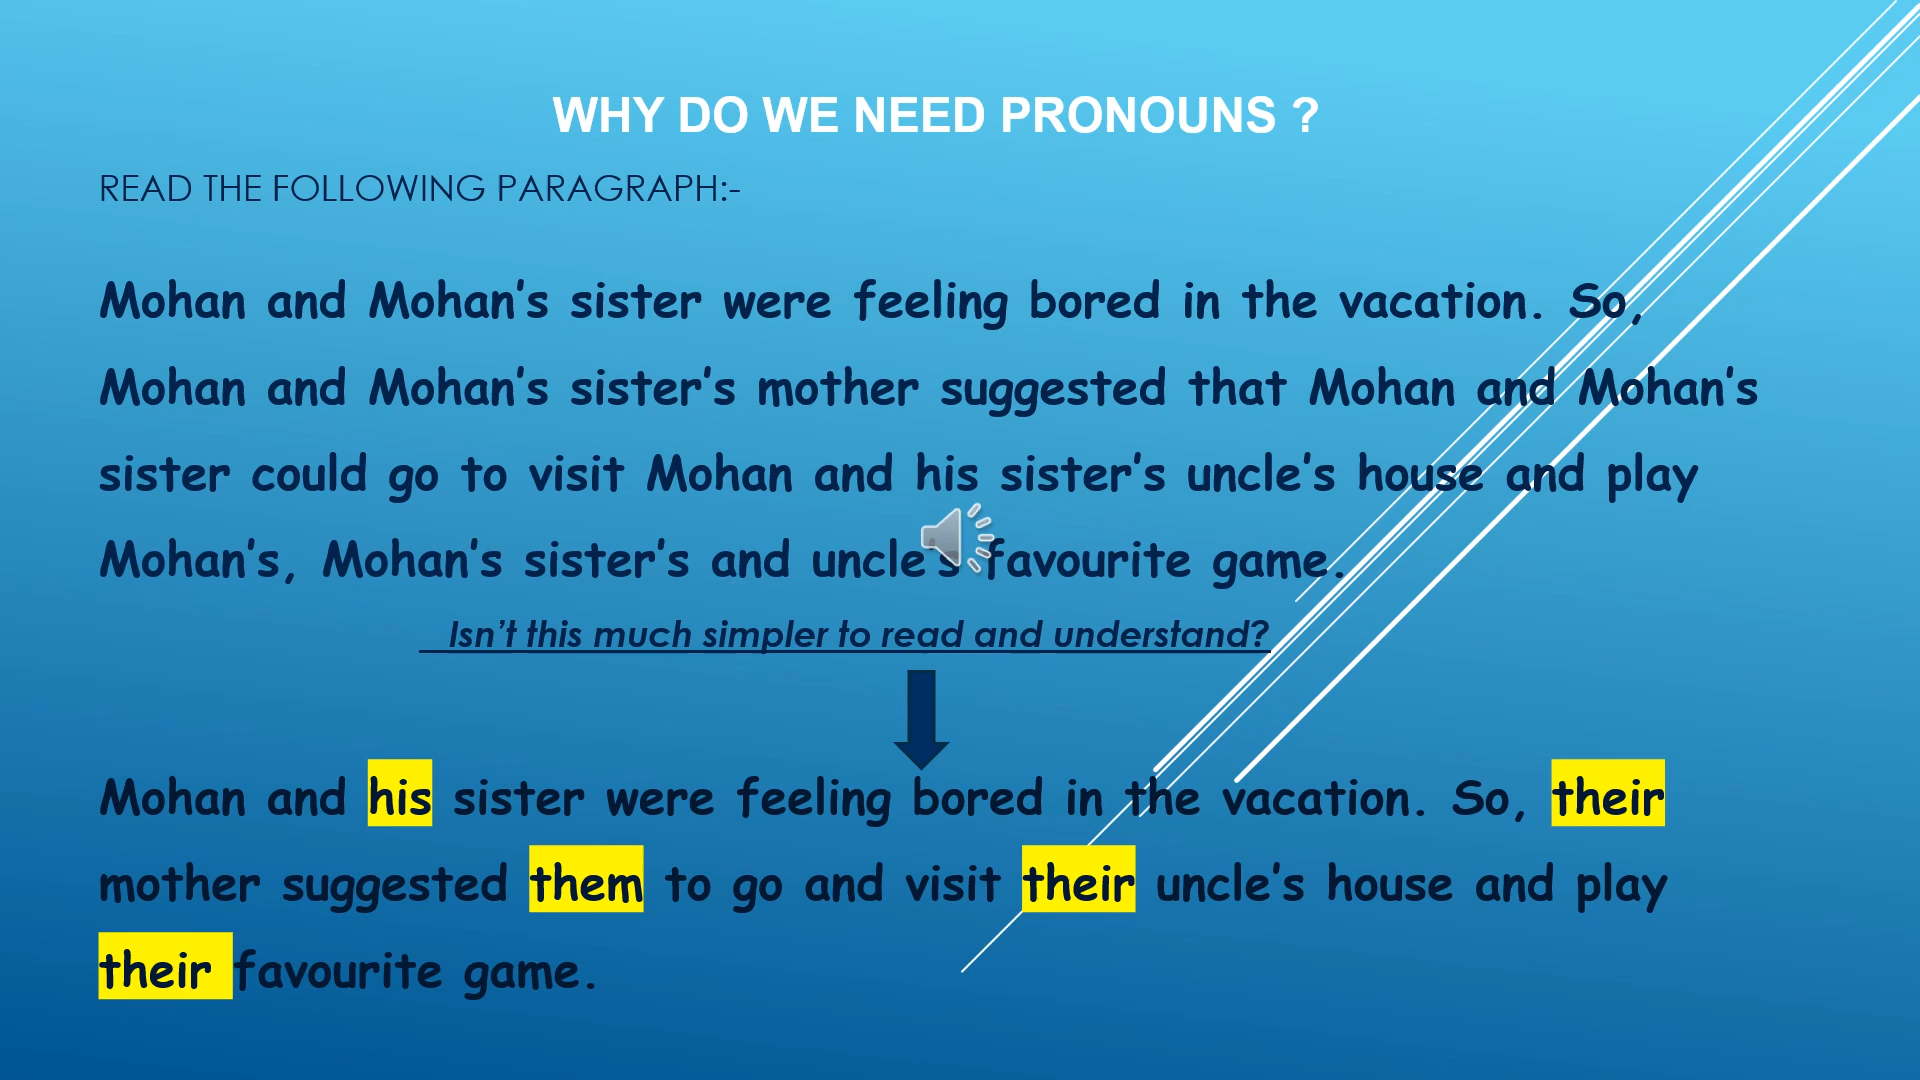 WHY DO WE NEED PRONOUNS ?
READ THE FOLLOWING PARAGRAPH:-
Mohan and Mohan’s sister were feeling bored in the vacation. So,
Mohan and Mohan’s sister’s mother suggested that Mohan and Mohan’s
sister could go to visit Mohan and his sister’s uncle’s house and play
Mohan’s, Mohan’s sister’s and uncle’s favourite game.
Isn’t this much simpler to read and understand?
Mohan and his sister were feeling bored in the vacation. So, their
mother suggested them to go and visit their uncle’s house and play
their favourite game.